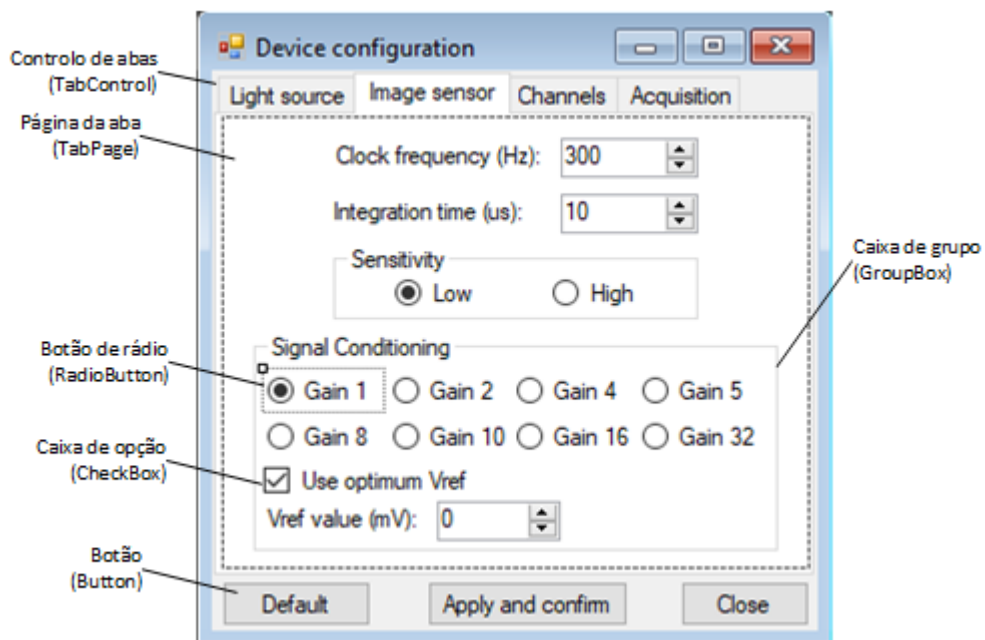 Device configuration
Controlo de abas
(TabControl)
Light source Image sensor Channels Acquisition
Página da aba
(TabPage)
Clock frequency (Hz): 300
Integration time (us): 10
Caixa de grupo
(GroupBox)
Sensitivity
Low High
Botão de rádio
(RadioButton)
Signal Conditioning
Gain 1 Gain 2 Gain 4 Gain 5
Gain 8 Gain 10 Gain 16 Gain 32
Caixa de opção
(CheckBox)
Use optimum Vref
Vref value (mV): 0
Botão
(Button)
Default Apply and confirm Close